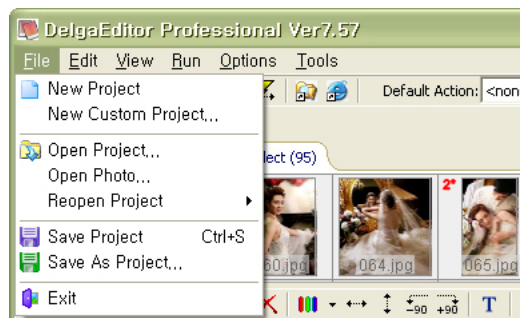 DelgaEditor Professional Ver7.57
File Edit View Run Options Tools
New Project
Default Action: <non
New Custom Project,,,
Open Project,,,
lect (95)
Open Photo,,,
Reopen Project
2*
Save Project Ctrl+S
Save As Project,,,
60.jpg 064.jpg 065.jpg
Exit
-90 +90 T